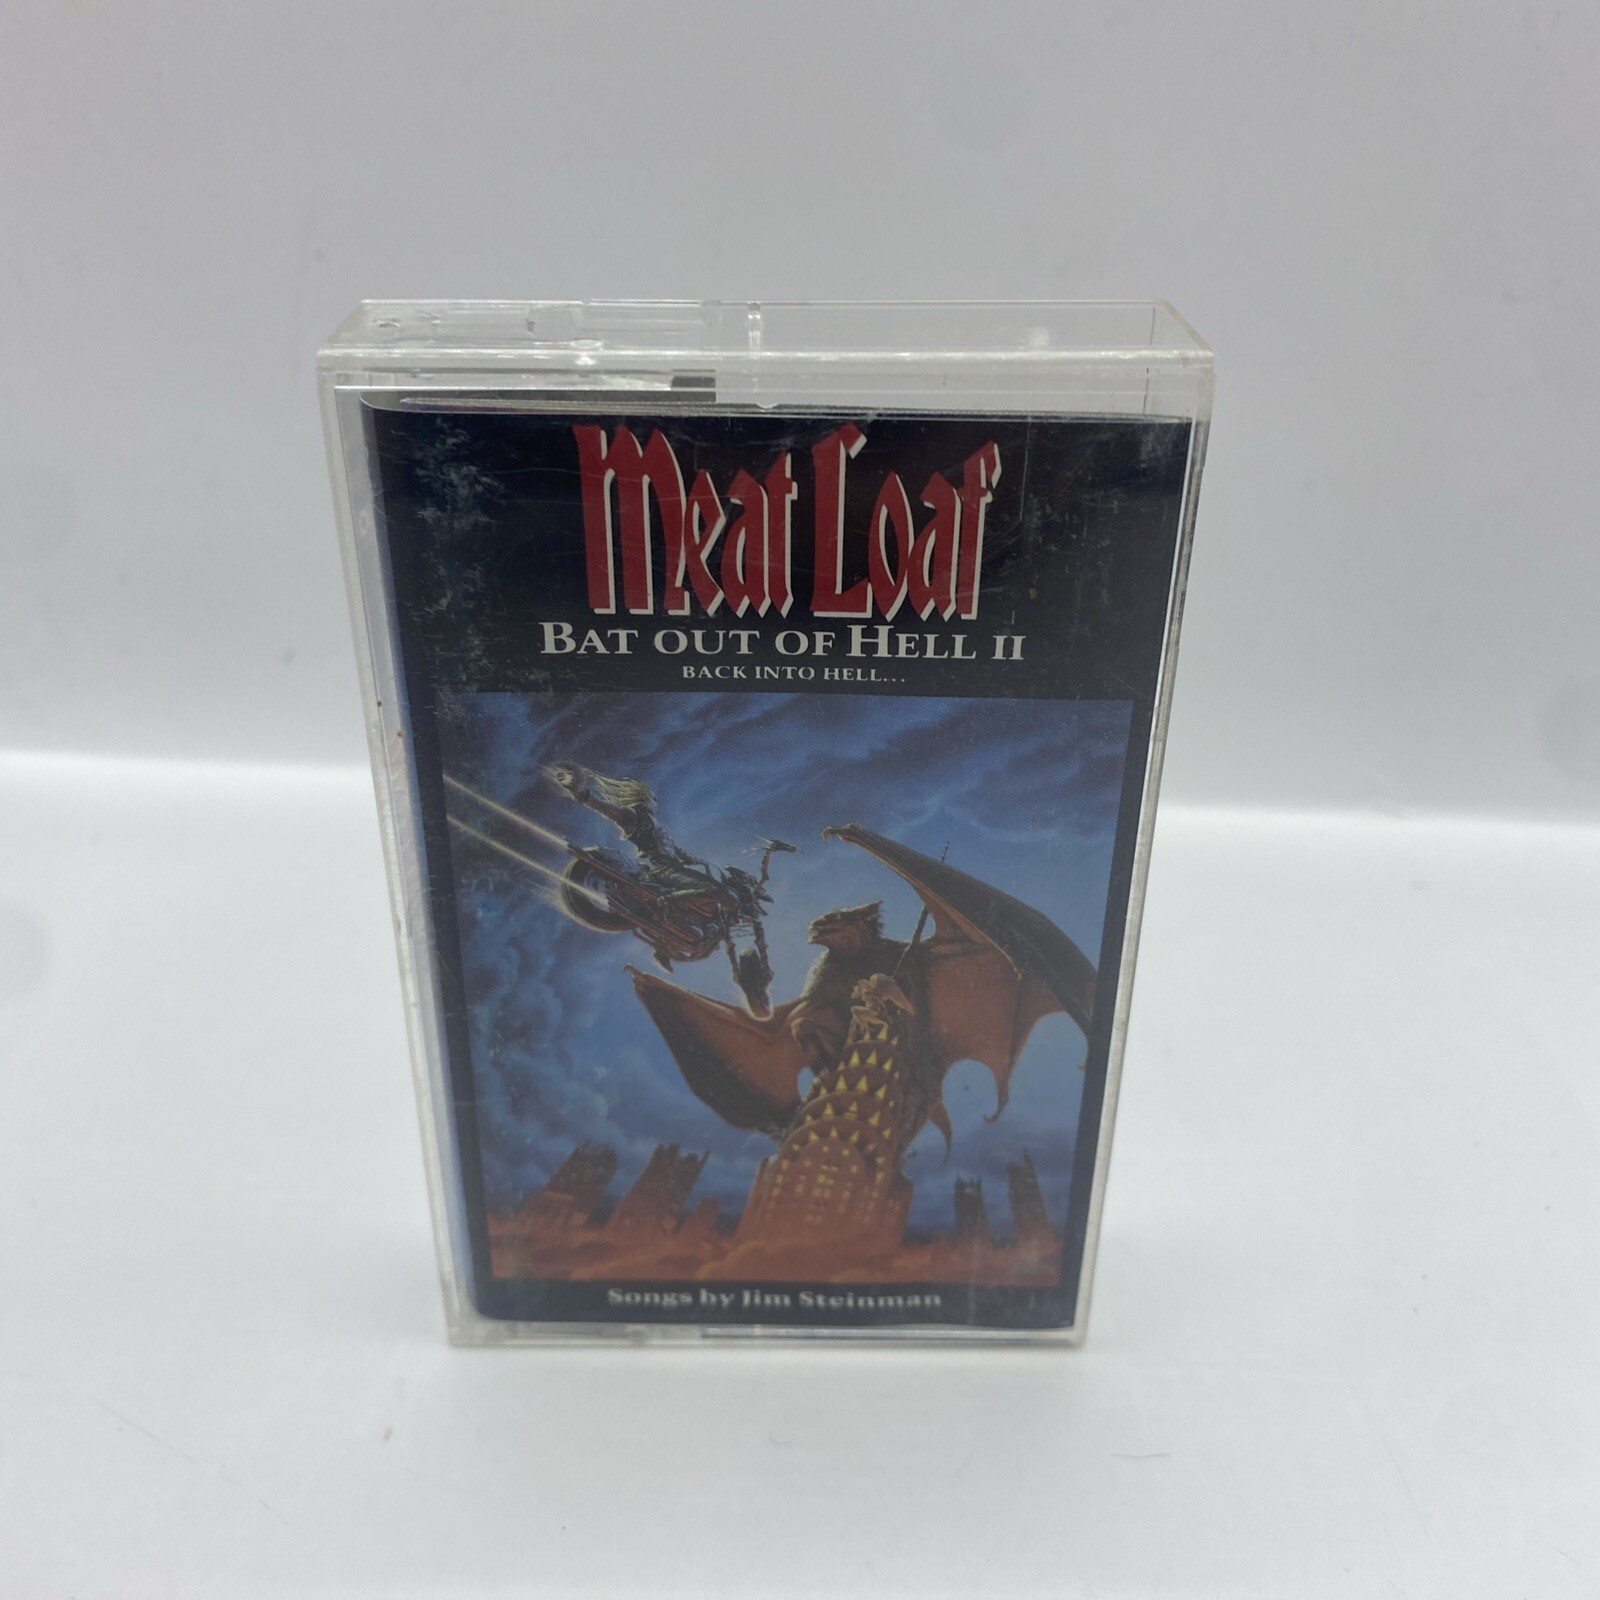 Meat Loaf
BAT OUT OF HELL II
BACK INTO HELL...
Songs by Jim Steinman